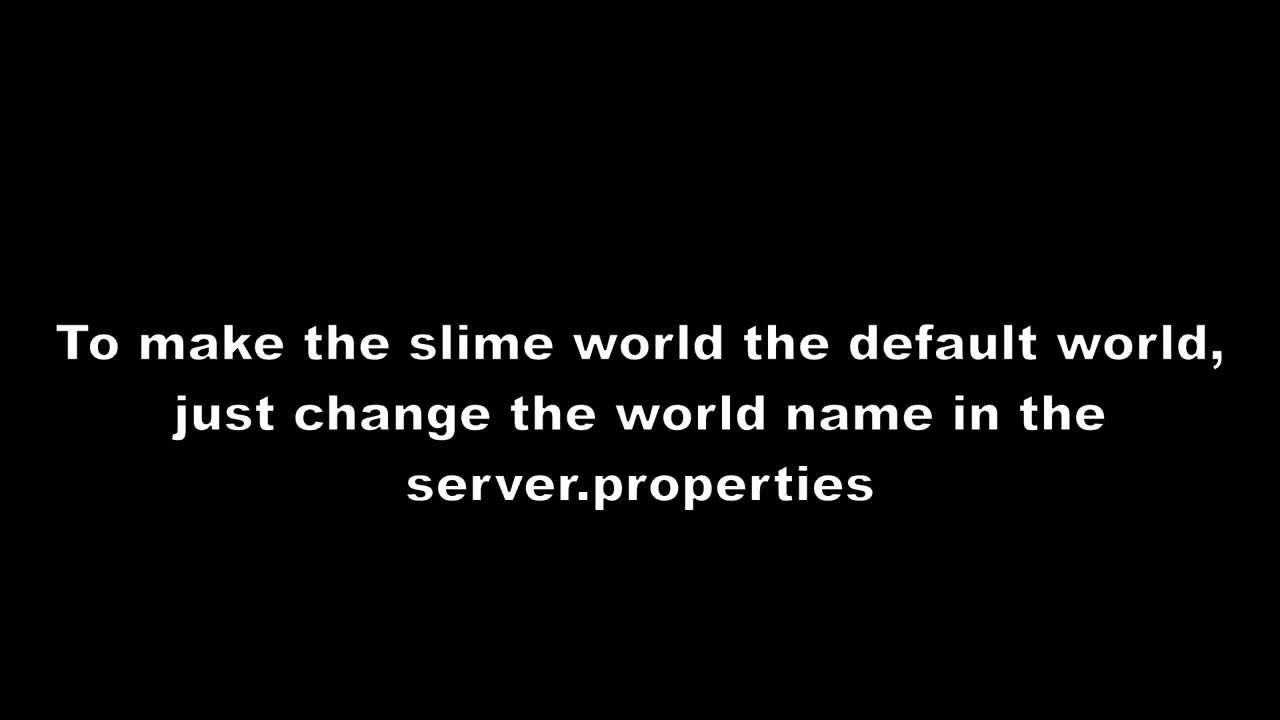 To make the slime world the default world,
just change the world name in the
server.properties